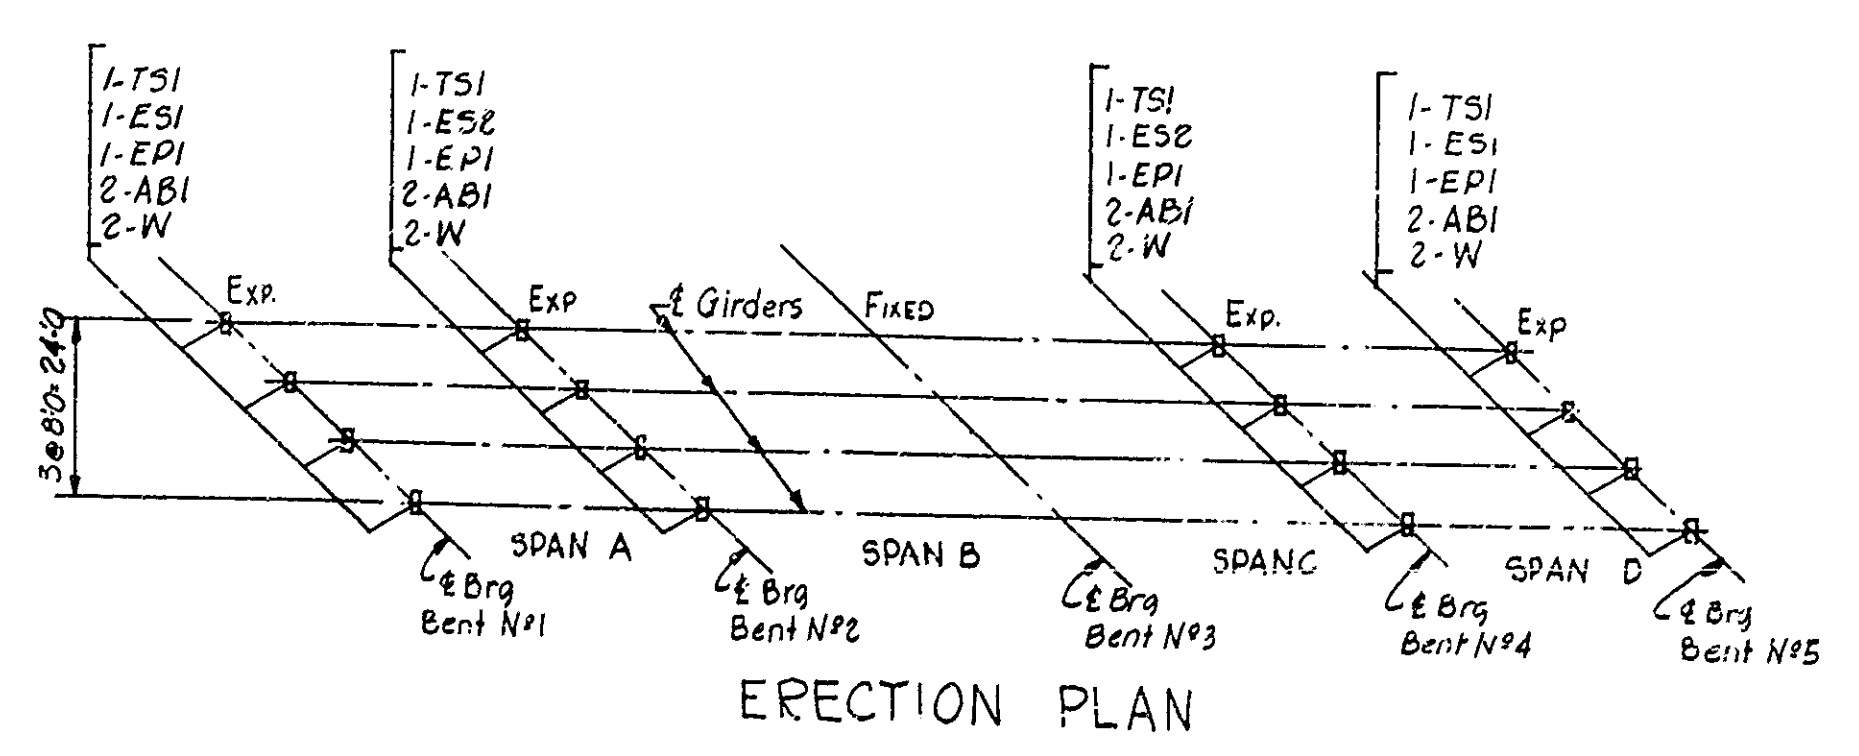 1-TS1
1-ES1
1-EP1
2-AB1
2-W
1-TS1
1-ES2
1-EP1
2-AB1
2-W
1-TS1
1-ES2
1-EP1
2-AB1
2-W
1-TS1
1-ES1
1-EP1
2-AB1
2-W
Exp.
Exp
℄ Girders
FIXED
Exp.
Exp
3@8'0=24'-0
SPAN A
SPAN B
SPAN C
SPAN D
℄ Brg
Bent Nº1
℄ Brg
Bent Nº2
℄ Brg
Bent Nº3
℄ Brg
Bent Nº4
℄ Brg
Bent Nº5
ERECTION PLAN